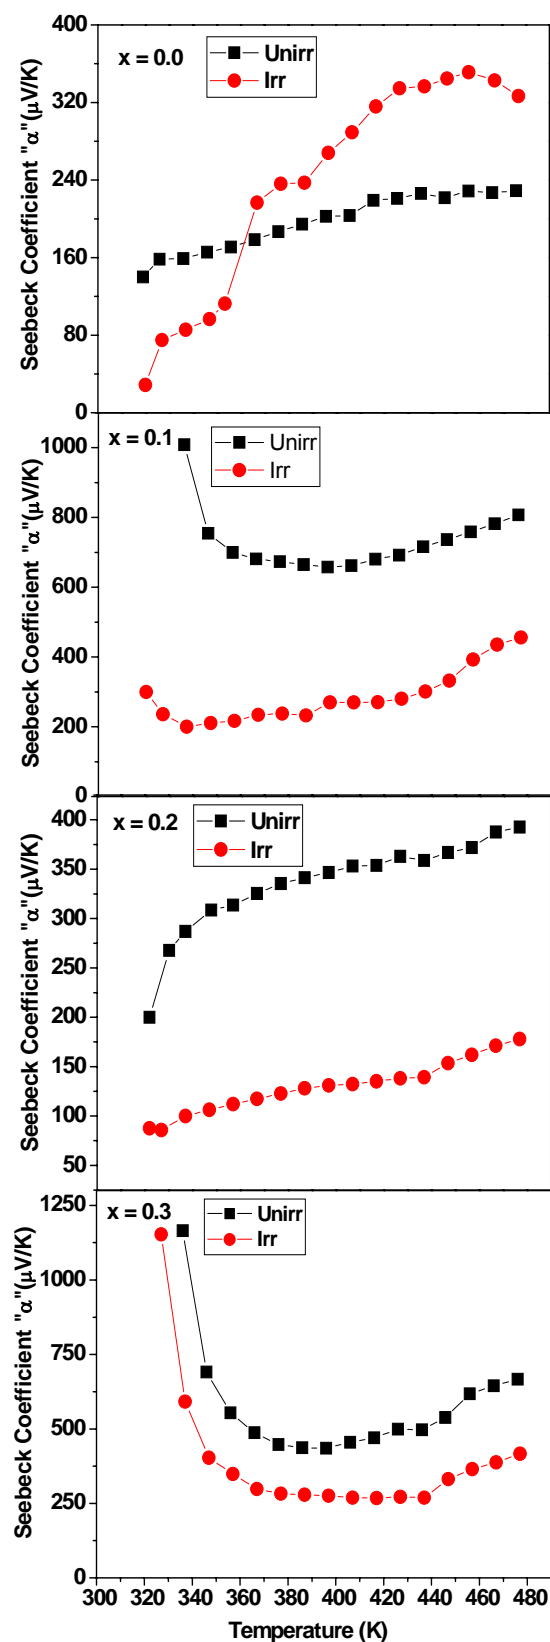 400
320
240
160
80
0
Seebeck Coefficient "α"(μV/K)
x = 0.0
Unirr
Irr
1000
800
600
400
200
0
Seebeck Coefficient "α"(μV/K)
x = 0.1
Unirr
Irr
400
350
300
250
200
150
100
50
Seebeck Coefficient "α"(μV/K)
x = 0.2
Unirr
Irr
1250
1000
750
500
250
0
Seebeck Coefficient "α"(μV/K)
x = 0.3
Unirr
Irr
300 320 340 360 380 400 420 440 460 480
Temperature (K)